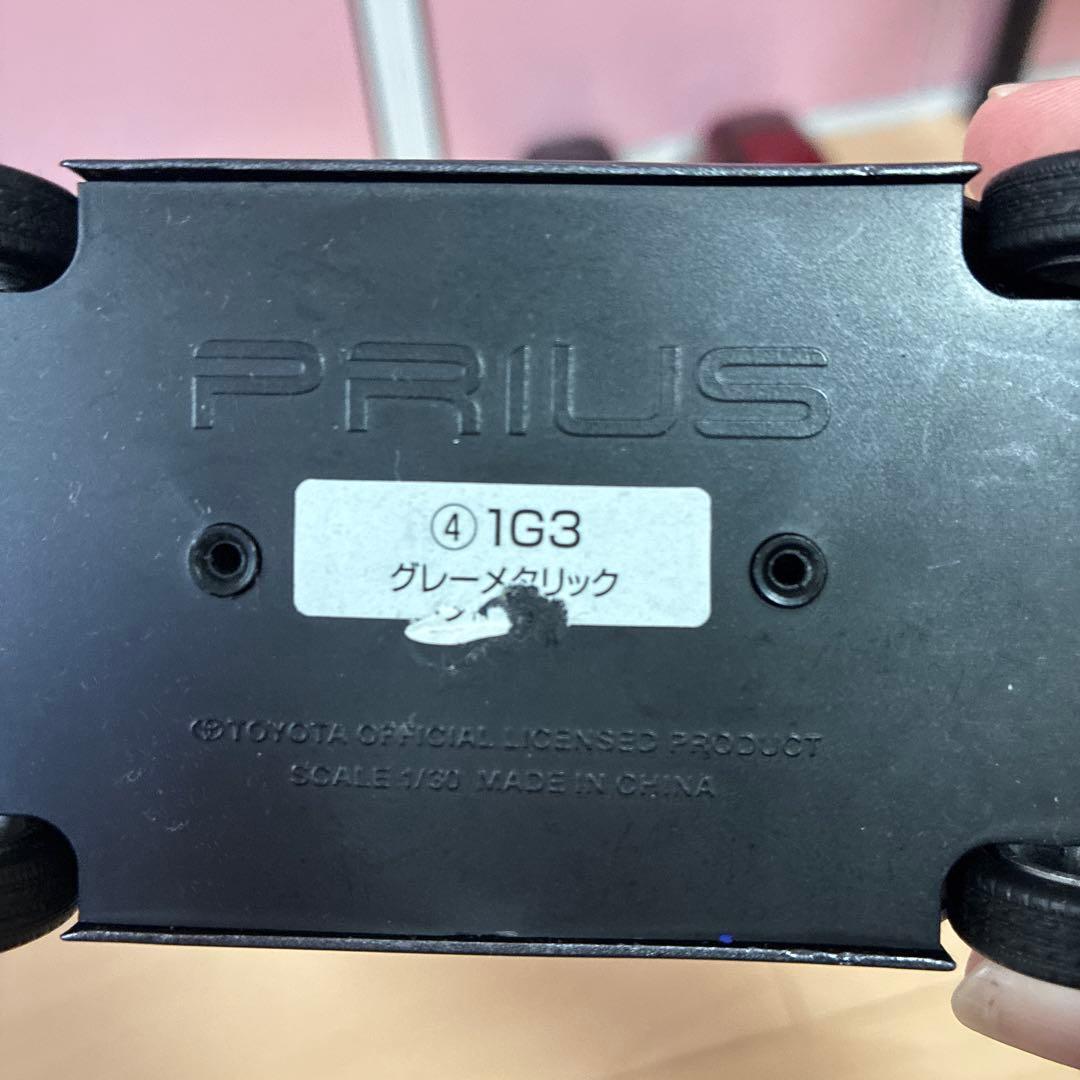 PRIUS
④1G3
グレーメタリック
TOYOTA OFFICIAL LICENSED PRODUCT
SCALE 1/30 MADE IN CHINA